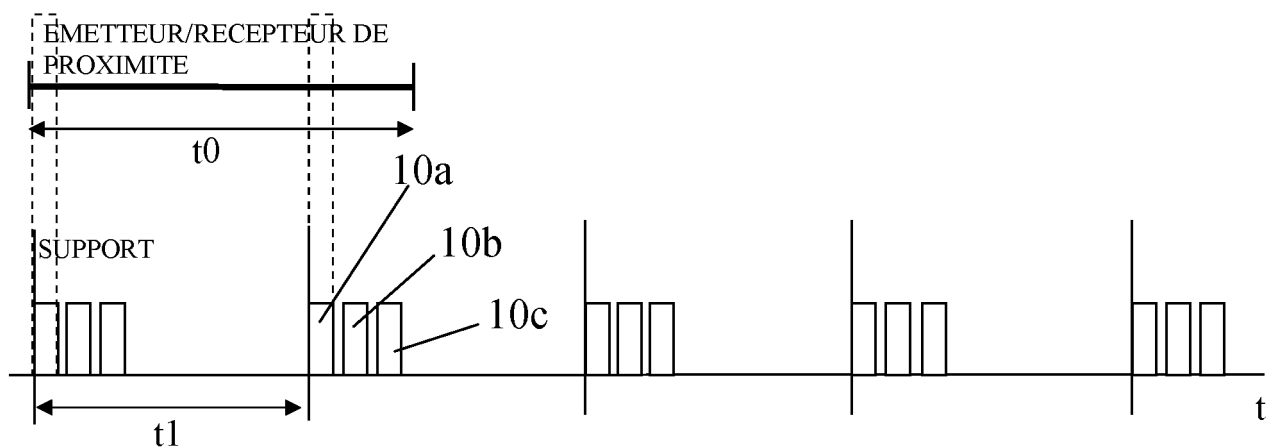 EMETTEUR/RECEPTEUR DE
PROXIMITE
t0
10a
SUPPORT
10b
10c
t1
t